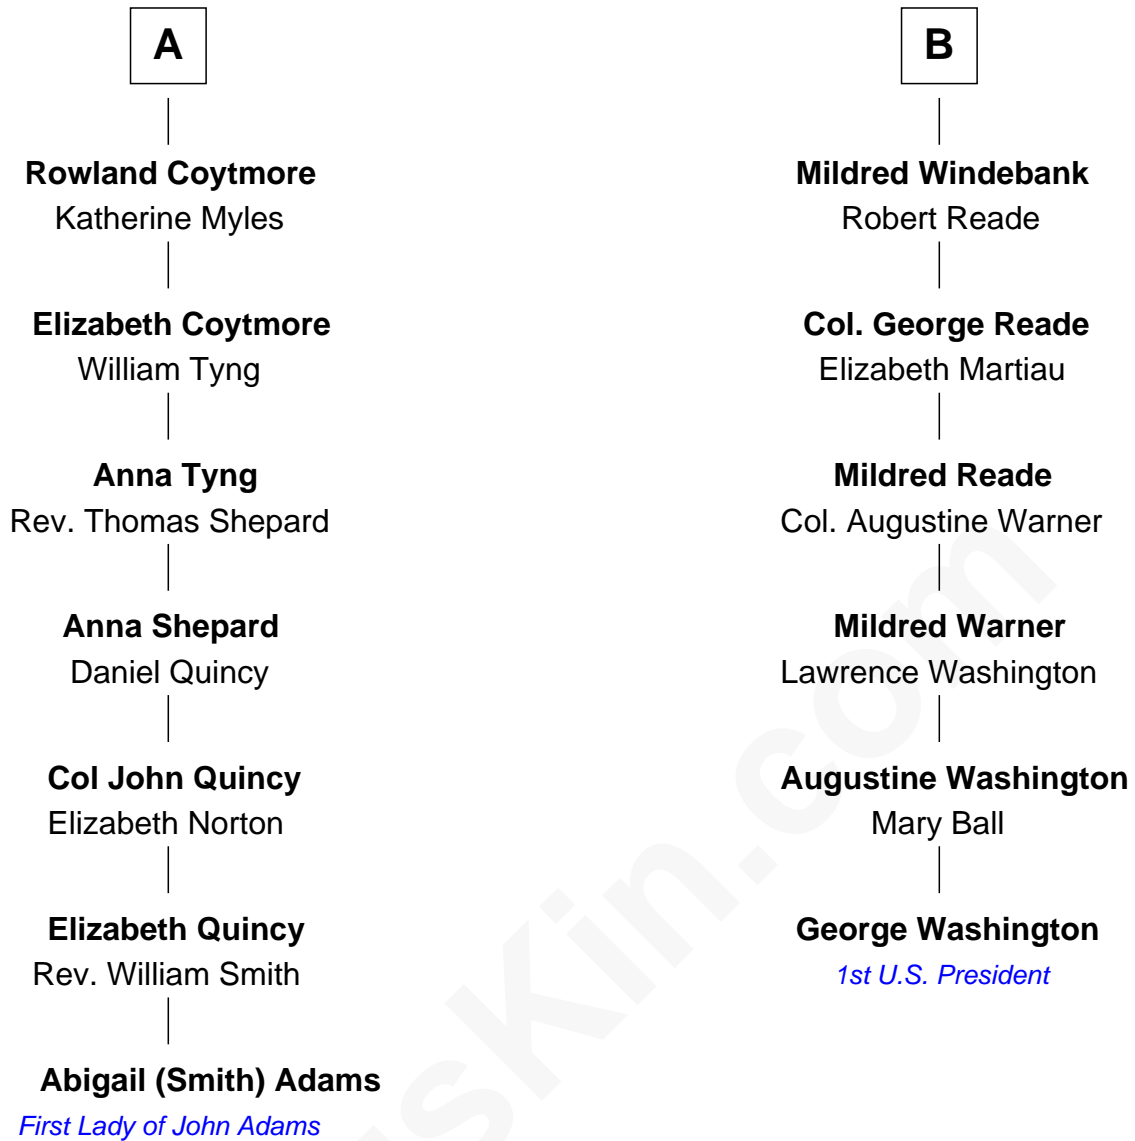 A
Rowland Coytmore
Katherine Myles
Elizabeth Coytmore
William Tyng
Anna Tyng
Rev. Thomas Shepard
Anna Shepard
Daniel Quincy
Col John Quincy
Elizabeth Norton
Elizabeth Quincy
Rev. William Smith
Abigail (Smith) Adams
First Lady of John Adams
B
Mildred Windebank
Robert Reade
Col. George Reade
Elizabeth Martiau
Mildred Reade
Col. Augustine Warner
Mildred Warner
Lawrence Washington
Augustine Washington
Mary Ball
George Washington
1st U.S. President
usKin.com